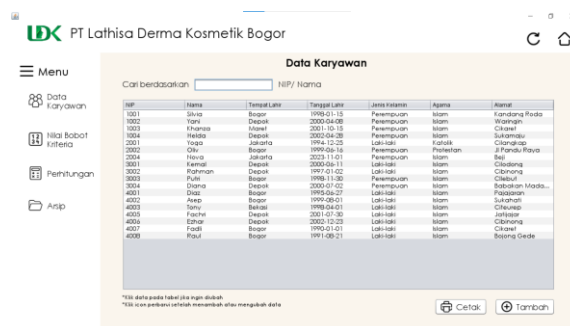 LDK PT Lathisa Derma Kosmetik Bogor
Data Karyawan
Menu
Cari berdasarkan NIP/ Nama
Data Karyawan
Nilai Bobot Kriteria
Perhitungan
Arsip
NIP Nama Tempat Lahir Tanggal Lahir Jenis Kelamin Agama Alamat
1001 Silvia Bogor 1998-01-15 Perempuan Islam Kandang Roda
1002 Yani Depok 2000-04-08 Perempuan Islam Waringin
1003 Khansa Maret 2001-10-15 Perempuan Islam Cikaret
1004 Helda Depok 2002-04-28 Perempuan Islam Sukamaju
2001 Yoga Jakarta 1994-12-25 Laki-laki Katolik Cilangkap
2002 Oliv Bogor 1999-06-16 Perempuan Protestan Jl Pandu Raya
2004 Nova Jakarta 2023-11-01 Perempuan Islam Beji
3001 Kemal Depok 2000-06-11 Laki-laki Islam Cilodong
3002 Rahman Depok 1997-01-02 Laki-laki Islam Cibinong
3003 Putri Bogor 1998-11-30 Perempuan Islam Cilebut
3004 Diana Depok 2000-07-02 Perempuan Islam Babakan Mada...
4001 Diaz Bogor 1995-06-27 Laki-laki Islam Pajajaran
4002 Asep Bogor 1999-08-01 Laki-laki Islam Sukahati
4003 Tony Bekasi 1998-04-01 Laki-laki Islam Citeurep
4005 Fachri Depok 2001-07-30 Laki-laki Islam Jatijajar
4006 Ezhar Depok 2002-12-23 Laki-laki Islam Cibinong
4007 Fadli Bogor 1990-01-01 Laki-laki Islam Cikaret
4008 Raul Bogor 1991-08-21 Laki-laki Islam Bojong Gede
*Klik data pada tabel jika ingin diubah
*Klik icon perbarui setelah menambah atau mengubah data
Cetak Tambah